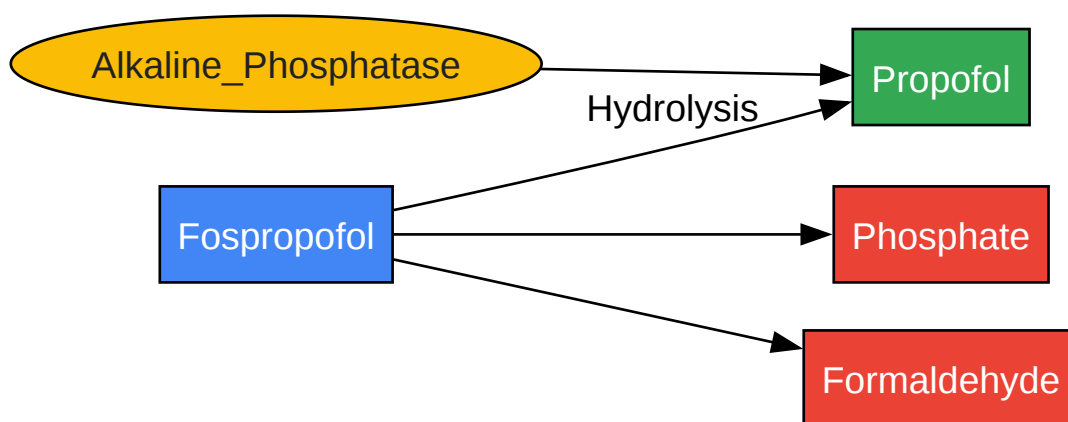 Alkaline_Phosphatase
Propofol
Hydrolysis
Fospropofol
Phosphate
Formaldehyde